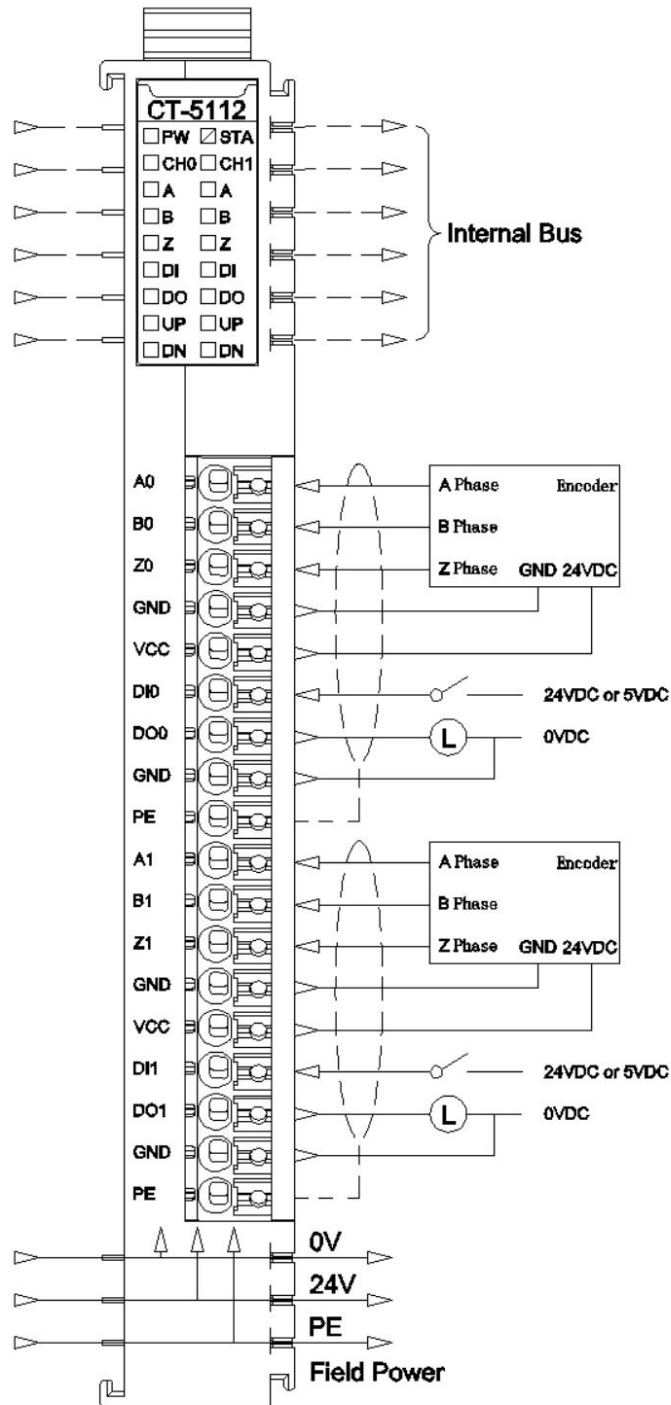 CT-5112
PW STA
CH0 CH1
A A
B B
Z Z
DI DI
DO DO
UP UP
DN DN
Internal Bus
A0
B0
Z0
GND
VCC
DI0
DO0
GND
PE
A1
B1
Z1
GND
VCC
DI1
DO1
GND
PE
A Phase Encoder
B Phase
Z Phase GND 24VDC
24VDC or 5VDC
L 0VDC
A Phase Encoder
B Phase
Z Phase GND 24VDC
24VDC or 5VDC
L 0VDC
0V
24V
PE
Field Power